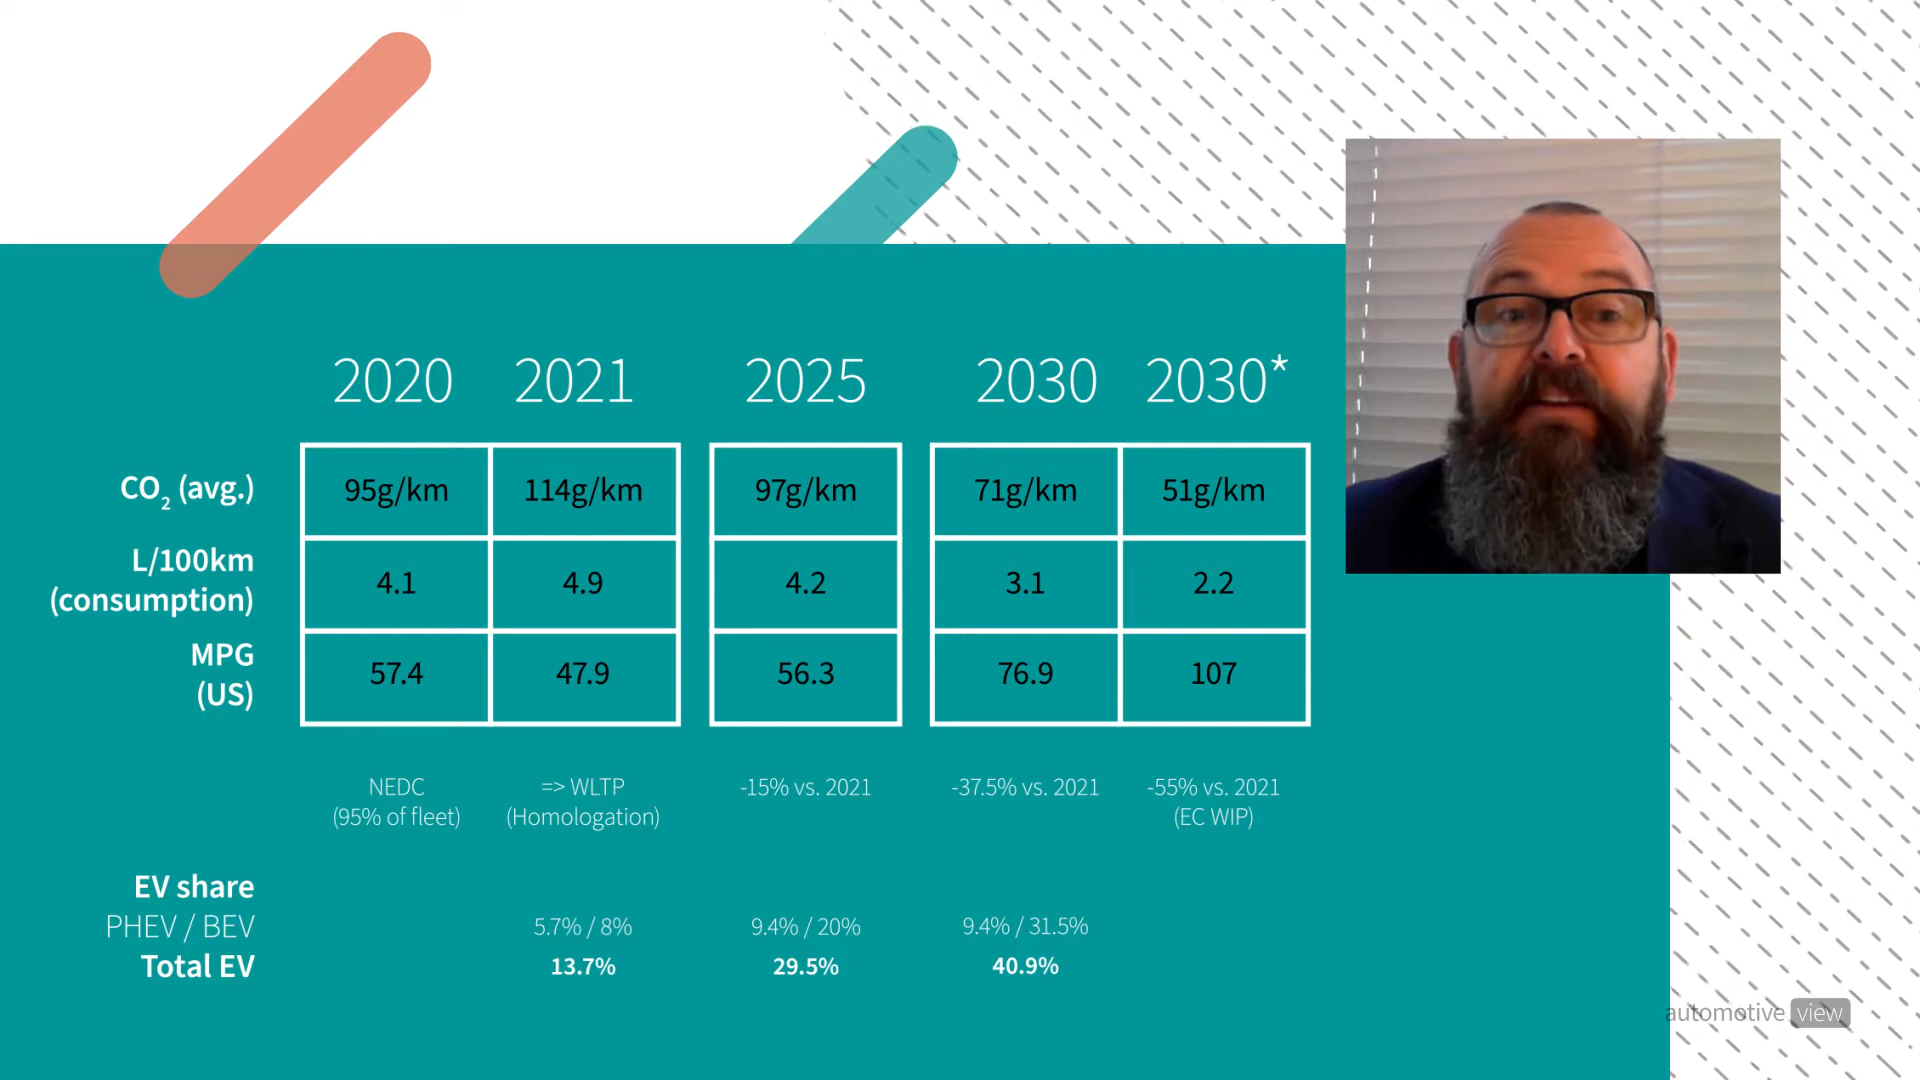 2020 2021 2025 2030 2030*
CO2 (avg.) 95g/km 114g/km 97g/km 71g/km 51g/km
L/100km
(consumption) 4.1 4.9 4.2 3.1 2.2
MPG
(US) 57.4 47.9 56.3 76.9 107
NEDC => WLTP -15% vs. 2021 -37.5% vs. 2021 -55% vs. 2021
(95% of fleet) (Homologation) (EC WIP)
EV share
PHEV / BEV 5.7% / 8% 9.4% / 20% 9.4% / 31.5%
Total EV 13.7% 29.5% 40.9%
automotive view